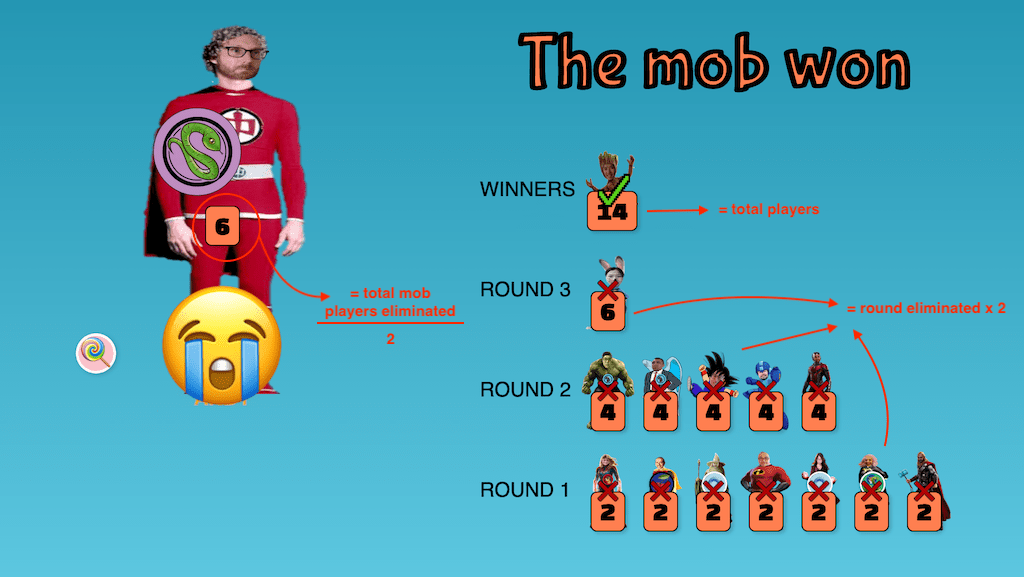 The mob won
WINNERS
14
= total players
6
= total mob
players eliminated
2
ROUND 3
6
= round eliminated x 2
ROUND 2
4 4 4 4 4
ROUND 1
2 2 2 2 2 2 2